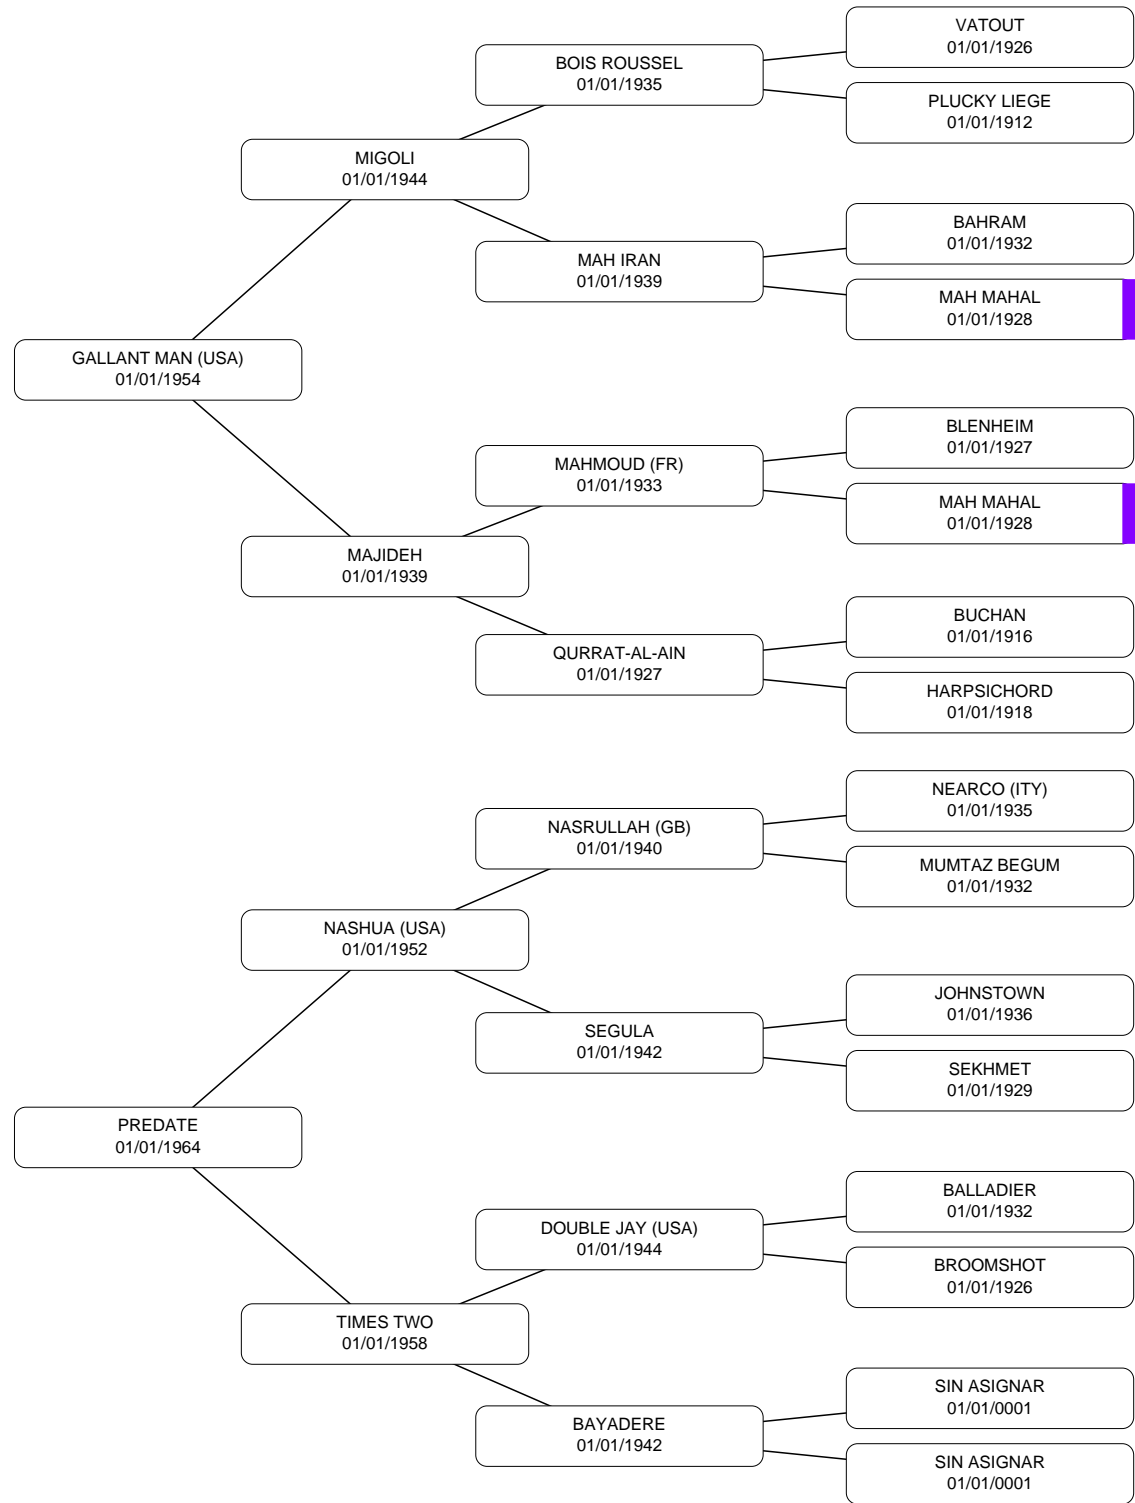 VATOUT
01/01/1926
BOIS ROUSSEL
01/01/1935
PLUCKY LIEGE
01/01/1912
MIGOLI
01/01/1944
BAHRAM
01/01/1932
MAH IRAN
01/01/1939
MAH MAHAL
01/01/1928
GALLANT MAN (USA)
01/01/1954
BLENHEIM
01/01/1927
MAHMOUD (FR)
01/01/1933
MAH MAHAL
01/01/1928
MAJIDEH
01/01/1939
BUCHAN
01/01/1916
QURRAT-AL-AIN
01/01/1927
HARPSICHORD
01/01/1918
NEARCO (ITY)
01/01/1935
NASRULLAH (GB)
01/01/1940
MUMTAZ BEGUM
01/01/1932
NASHUA (USA)
01/01/1952
JOHNSTOWN
01/01/1936
SEGULA
01/01/1942
SEKHMET
01/01/1929
PREDATE
01/01/1964
BALLADIER
01/01/1932
DOUBLE JAY (USA)
01/01/1944
BROOMSHOT
01/01/1926
TIMES TWO
01/01/1958
SIN ASIGNAR
01/01/0001
BAYADERE
01/01/1942
SIN ASIGNAR
01/01/0001